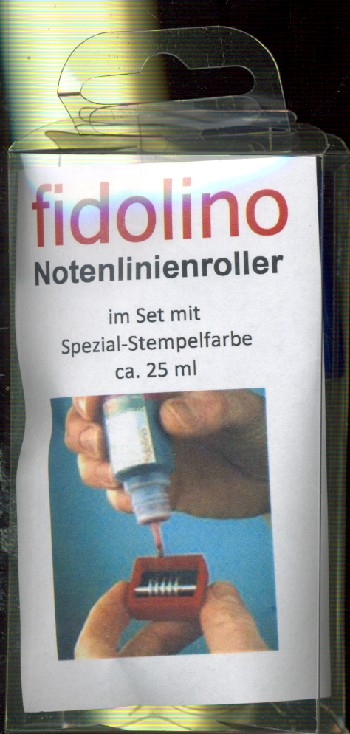 fidolino
Notenlinienroller
im Set mit
Spezial-Stempelfarbe
ca. 25 ml